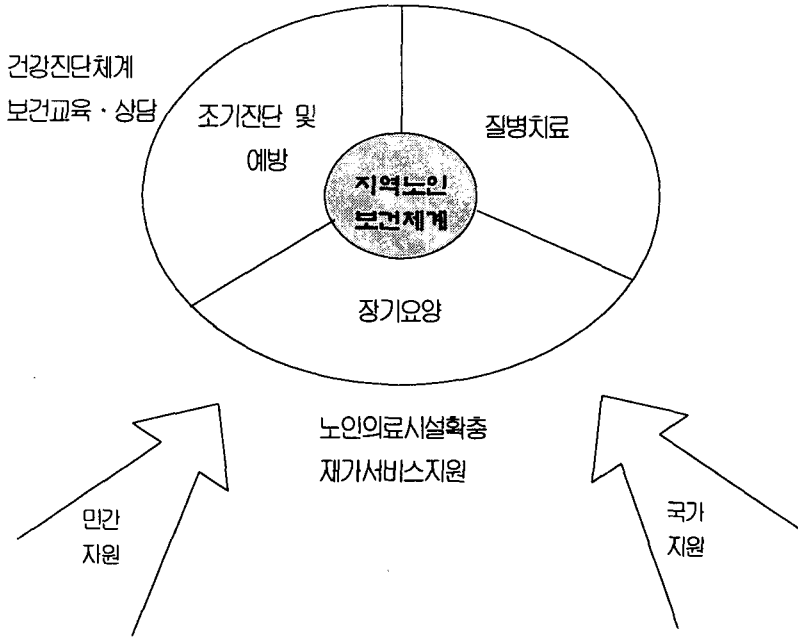 건강진단체계
보건교육 · 상담
조기진단 및
예방
질병치료
지역노인
보건체계
장기요양
노인의료시설확충
재가서비스지원
민간
자원
국가
지원